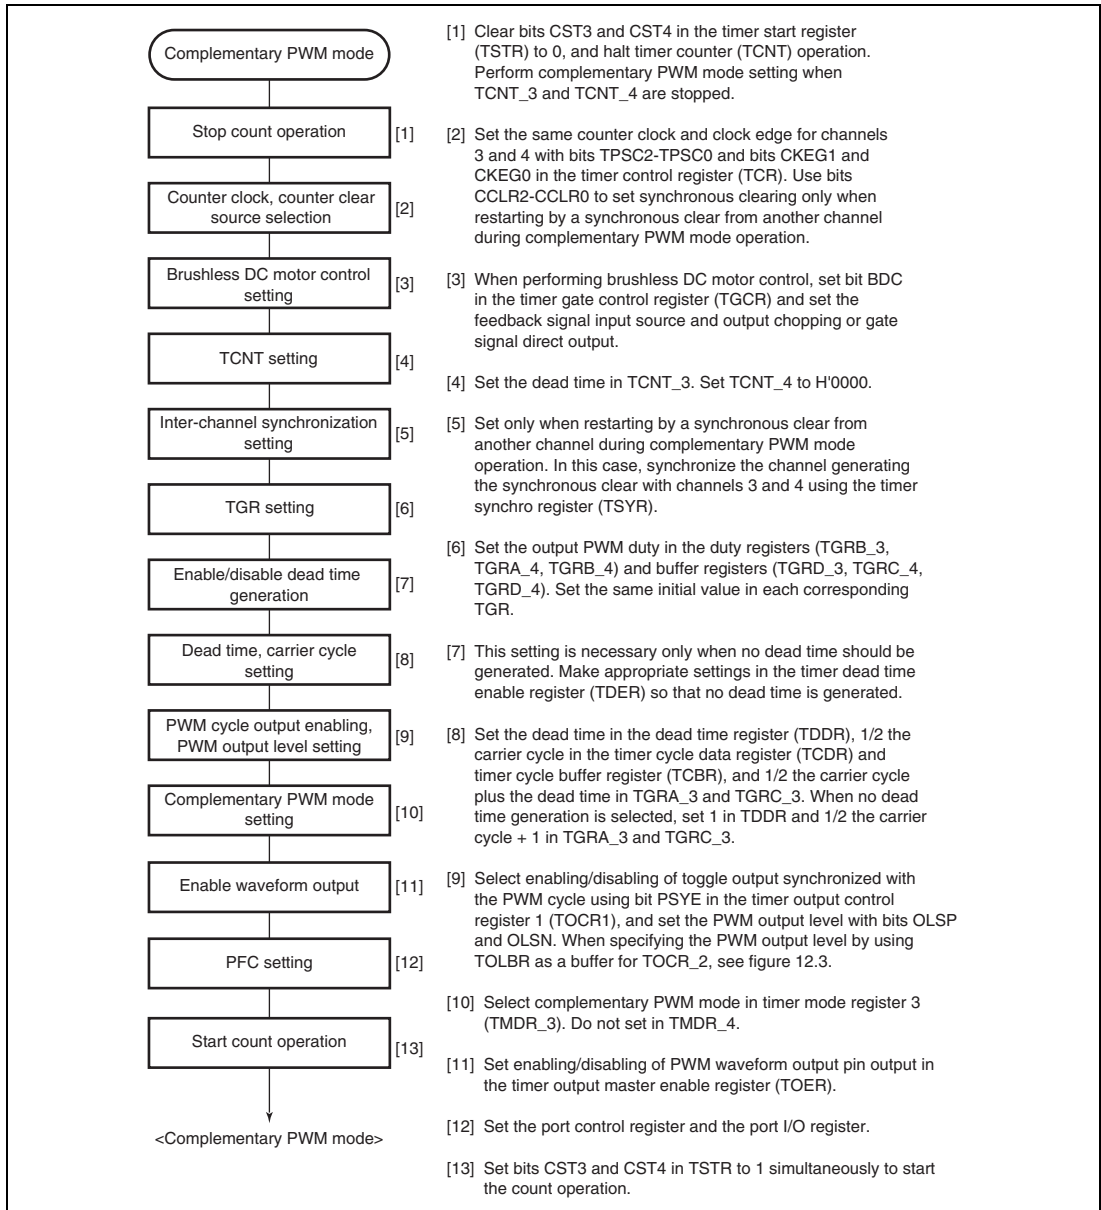 Complementary PWM mode
Stop count operation
[1]
Counter clock, counter clear
source selection
[2]
Brushless DC motor control
setting
[3]
TCNT setting
[4]
Inter-channel synchronization
setting
[5]
TGR setting
[6]
Enable/disable dead time
generation
[7]
Dead time, carrier cycle
setting
[8]
PWM cycle output enabling,
PWM output level setting
[9]
Complementary PWM mode
setting
[10]
Enable waveform output
[11]
PFC setting
[12]
Start count operation
[13]
<Complementary PWM mode>
[1] Clear bits CST3 and CST4 in the timer start register
(TSTR) to 0, and halt timer counter (TCNT) operation.
Perform complementary PWM mode setting when
TCNT_3 and TCNT_4 are stopped.
[2] Set the same counter clock and clock edge for channels
3 and 4 with bits TPSC2-TPSC0 and bits CKEG1 and
CKEG0 in the timer control register (TCR). Use bits
CCLR2-CCLR0 to set synchronous clearing only when
restarting by a synchronous clear from another channel
during complementary PWM mode operation.
[3] When performing brushless DC motor control, set bit BDC
in the timer gate control register (TGCR) and set the
feedback signal input source and output chopping or gate
signal direct output.
[4] Set the dead time in TCNT_3. Set TCNT_4 to H'0000.
[5] Set only when restarting by a synchronous clear from
another channel during complementary PWM mode
operation. In this case, synchronize the channel generating
the synchronous clear with channels 3 and 4 using the timer
synchro register (TSYR).
[6] Set the output PWM duty in the duty registers (TGRB_3,
TGRA_4, TGRB_4) and buffer registers (TGRD_3, TGRC_4,
TGRD_4). Set the same initial value in each corresponding
TGR.
[7] This setting is necessary only when no dead time should be
generated. Make appropriate settings in the timer dead time
enable register (TDER) so that no dead time is generated.
[8] Set the dead time in the dead time register (TDDR), 1/2 the
carrier cycle in the timer cycle data register (TCDR) and
timer cycle buffer register (TCBR), and 1/2 the carrier cycle
plus the dead time in TGRA_3 and TGRC_3. When no dead
time generation is selected, set 1 in TDDR and 1/2 the carrier
cycle + 1 in TGRA_3 and TGRC_3.
[9] Select enabling/disabling of toggle output synchronized with
the PWM cycle using bit PSYE in the timer output control
register 1 (TOCR1), and set the PWM output level with bits OLSP
and OLSN. When specifying the PWM output level by using
TOLBR as a buffer for TOCR_2, see figure 12.3.
[10] Select complementary PWM mode in timer mode register 3
(TMDR_3). Do not set in TMDR_4.
[11] Set enabling/disabling of PWM waveform output pin output in
the timer output master enable register (TOER).
[12] Set the port control register and the port I/O register.
[13] Set bits CST3 and CST4 in TSTR to 1 simultaneously to start
the count operation.